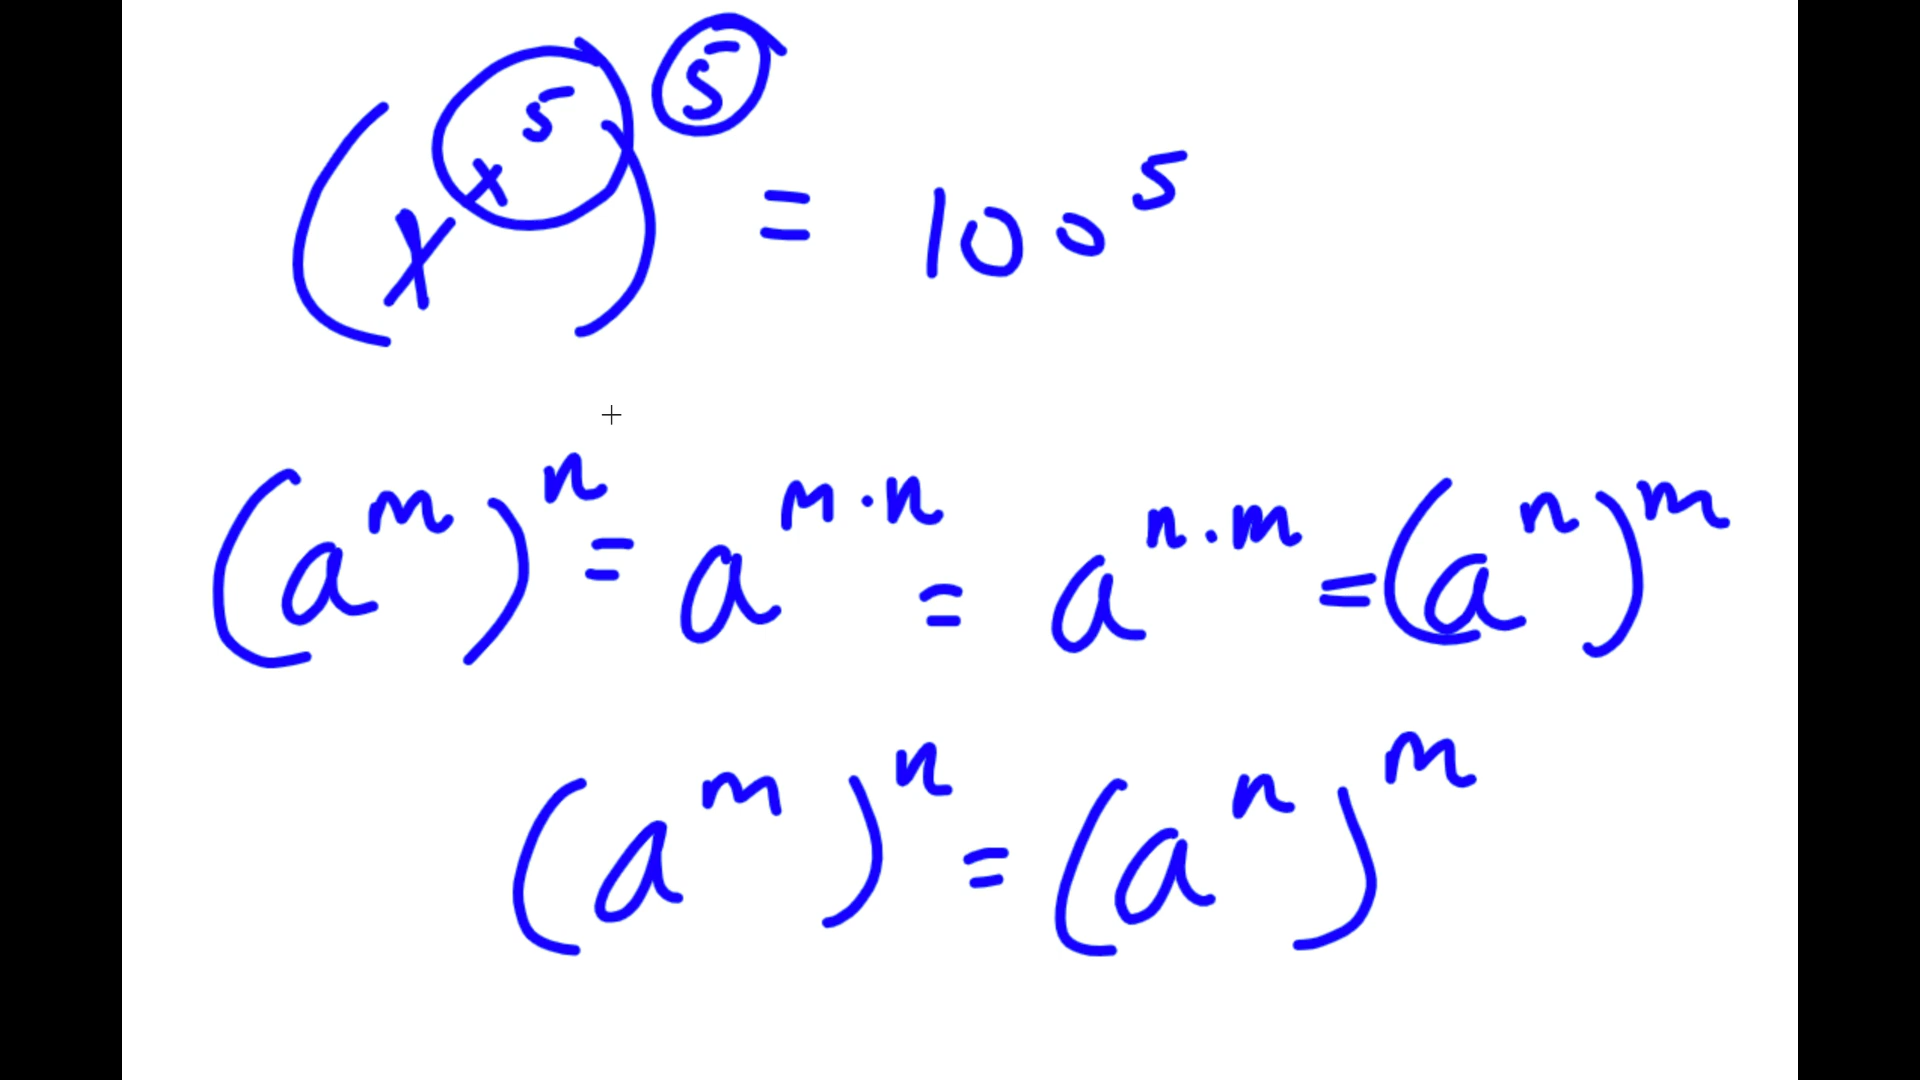 (x^{x^5})^5 = 100^5
(a^m)^n = a^{m·n} = a^{n·m} = (a^n)^m
(a^m)^n = (a^n)^m